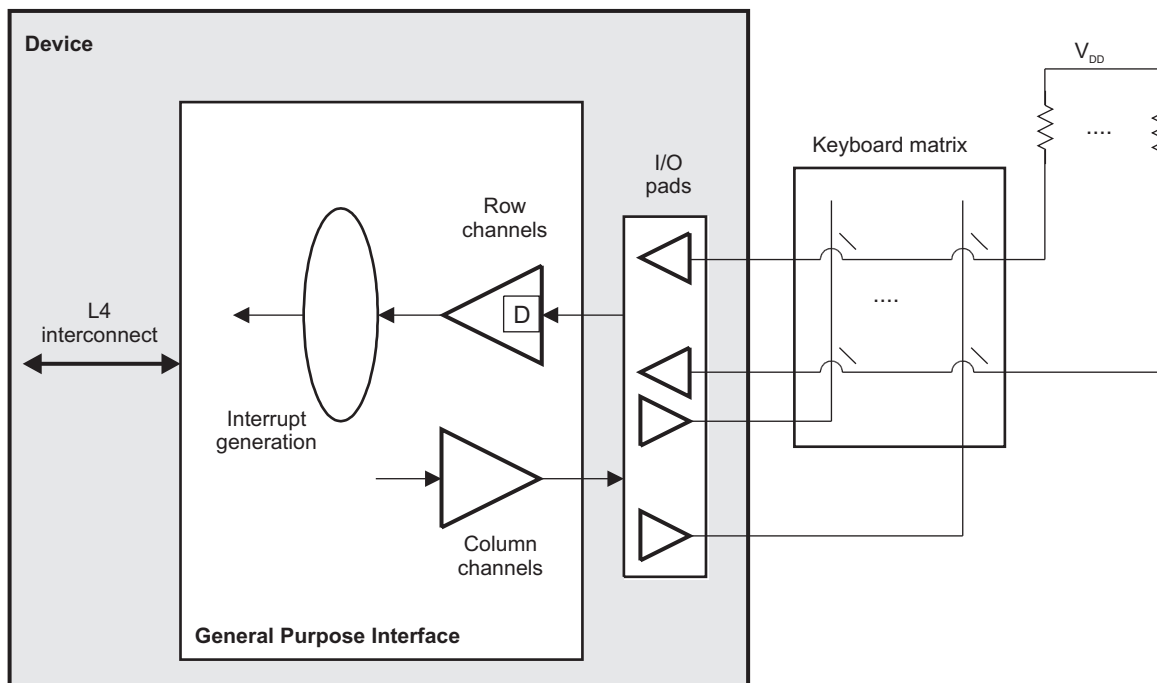 Device
V_DD
....
Keyboard matrix
I/O
pads
Row
channels
D
....
L4
interconnect
Interrupt
generation
Column
channels
General Purpose Interface